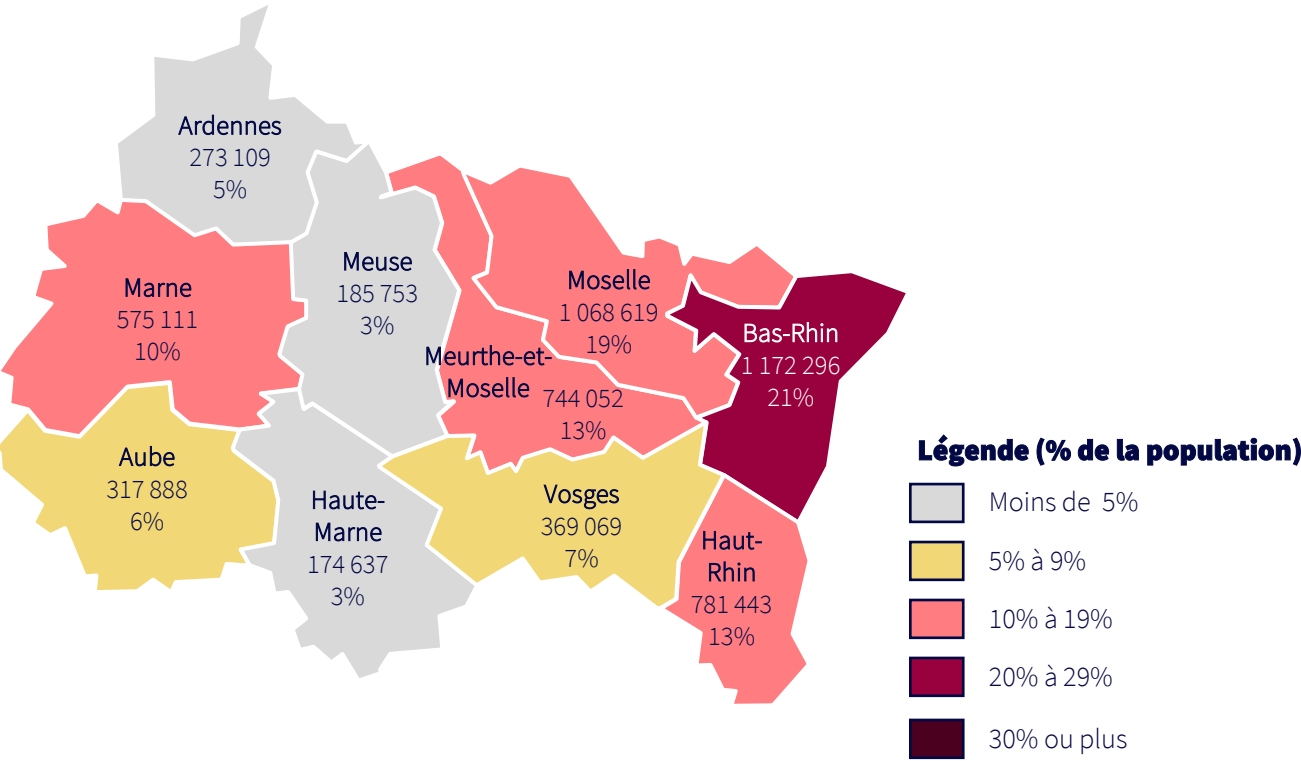 Ardennes
273 109
5%
Meuse
185 753
3%
Marne
575 111
10%
Moselle
1 068 619
19%
Bas-Rhin
1 172 296
21%
Meurthe-et-
Moselle
744 052
13%
Aube
317 888
6%
Haute-
Marne
174 637
3%
Vosges
369 069
7%
Haut-
Rhin
781 443
13%
Légende (% de la population)
Moins de 5%
5% à 9%
10% à 19%
20% à 29%
30% ou plus